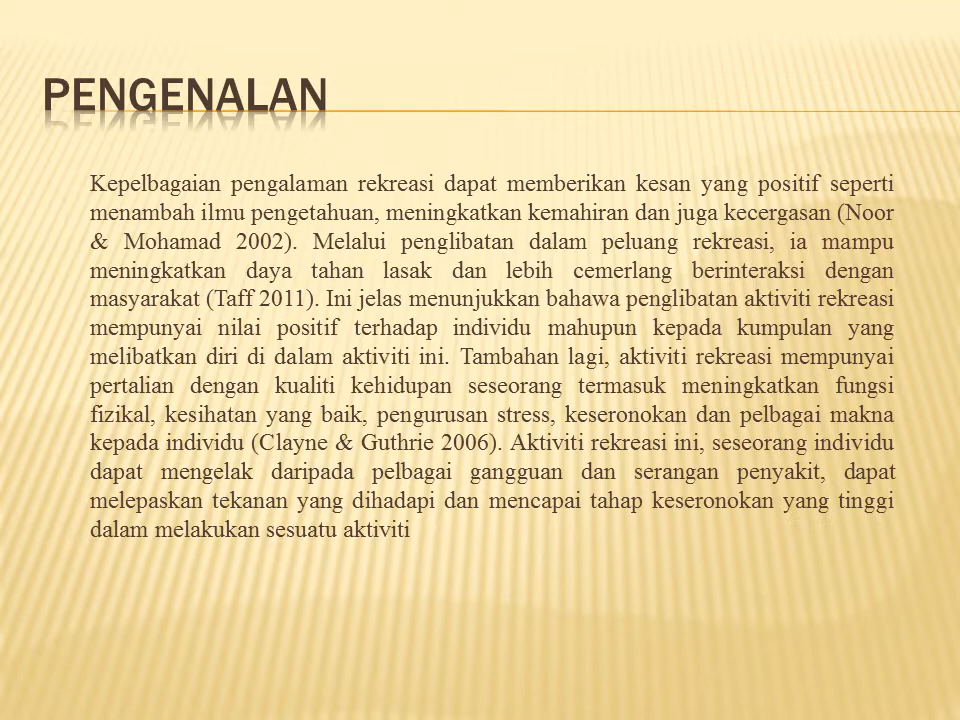 PENGENALAN
Kepelbagaian pengalaman rekreasi dapat memberikan kesan yang positif seperti
menambah ilmu pengetahuan, meningkatkan kemahiran dan juga kecergasan (Noor
& Mohamad 2002). Melalui penglibatan dalam peluang rekreasi, ia mampu
meningkatkan daya tahan lasak dan lebih cemerlang berinteraksi dengan
masyarakat (Taff 2011). Ini jelas menunjukkan bahawa penglibatan aktiviti rekreasi
mempunyai nilai positif terhadap individu mahupun kepada kumpulan yang
melibatkan diri di dalam aktiviti ini. Tambahan lagi, aktiviti rekreasi mempunyai
pertalian dengan kualiti kehidupan seseorang termasuk meningkatkan fungsi
fizikal, kesihatan yang baik, pengurusan stress, keseronokan dan pelbagai makna
kepada individu (Clayne & Guthrie 2006). Aktiviti rekreasi ini, seseorang individu
dapat mengelak daripada pelbagai gangguan dan serangan penyakit, dapat
melepaskan tekanan yang dihadapi dan mencapai tahap keseronokan yang tinggi
dalam melakukan sesuatu aktiviti